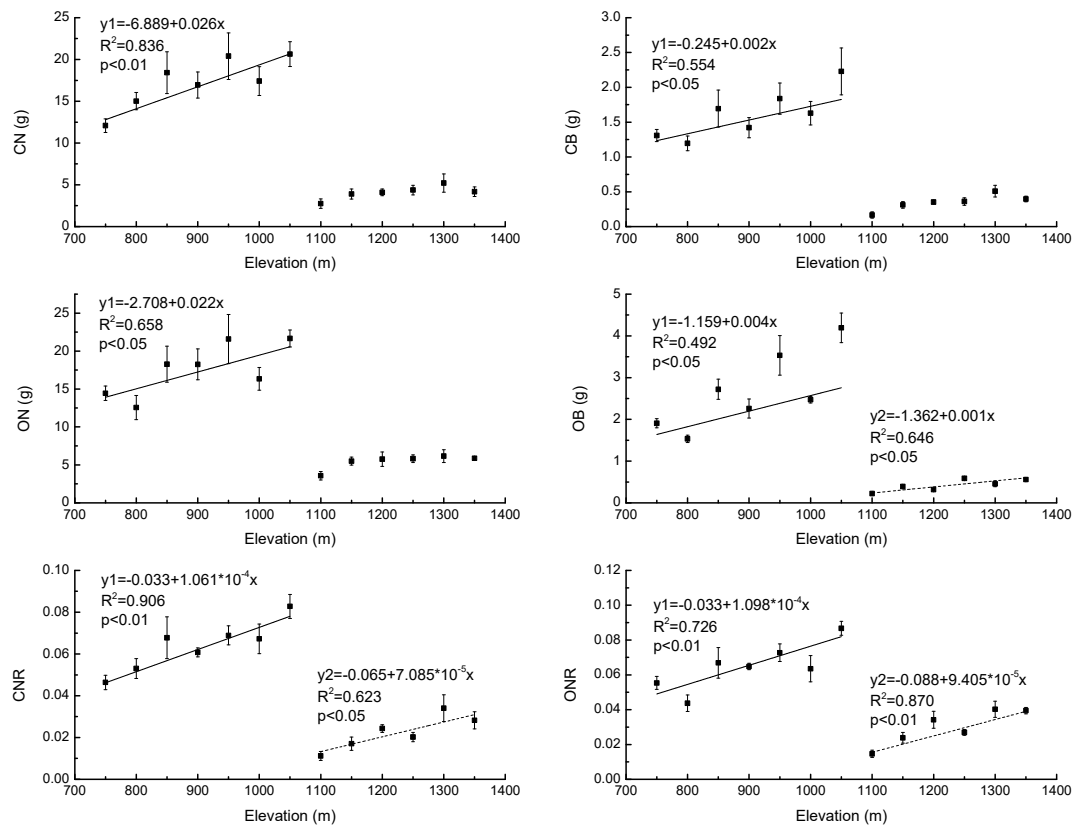 25
20
15
10
5
0
CN (g)
y1=-6.889+0.026x
R²=0.836
p<0.01
700 800 900 1000 1100 1200 1300 1400
Elevation (m)
3.0
2.5
2.0
1.5
1.0
0.5
0.0
CB (g)
y1=-0.245+0.002x
R²=0.554
p<0.05
700 800 900 1000 1100 1200 1300 1400
Elevation (m)
25
20
15
10
5
0
ON (g)
y1=-2.708+0.022x
R²=0.658
p<0.05
700 800 900 1000 1100 1200 1300 1400
Elevation (m)
5
4
3
2
1
0
OB (g)
y1=-1.159+0.004x
R²=0.492
p<0.05
y2=-1.362+0.001x
R²=0.646
p<0.05
700 800 900 1000 1100 1200 1300 1400
Elevation (m)
0.10
0.08
0.06
0.04
0.02
0.00
CNR
y1=-0.033+1.061*10⁻⁴x
R²=0.906
p<0.01
y2=-0.065+7.085*10⁻⁵x
R²=0.623
p<0.05
700 800 900 1000 1100 1200 1300 1400
Elevation (m)
0.12
0.10
0.08
0.06
0.04
0.02
0.00
ONR
y1=-0.033+1.098*10⁻⁴x
R²=0.726
p<0.01
y2=-0.088+9.405*10⁻⁵x
R²=0.870
p<0.01
700 800 900 1000 1100 1200 1300 1400
Elevation (m)